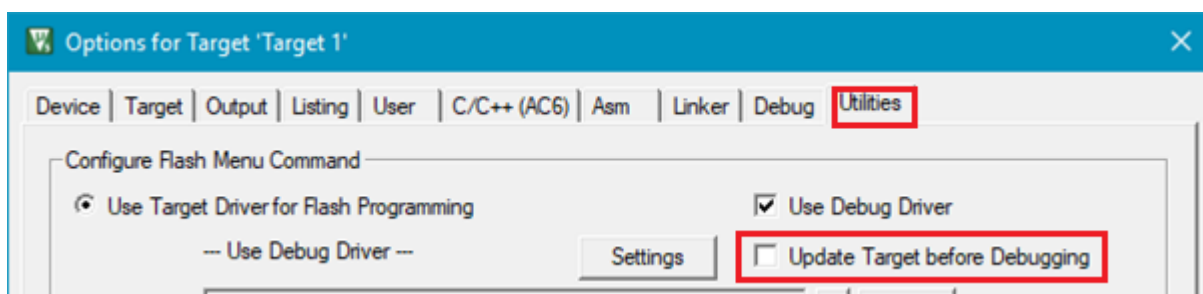 Options for Target 'Target 1'
Device Target Output Listing User C/C++ (AC6) Asm Linker Debug Utilities
Configure Flash Menu Command
Use Target Driver for Flash Programming Use Debug Driver
--- Use Debug Driver --- Settings Update Target before Debugging